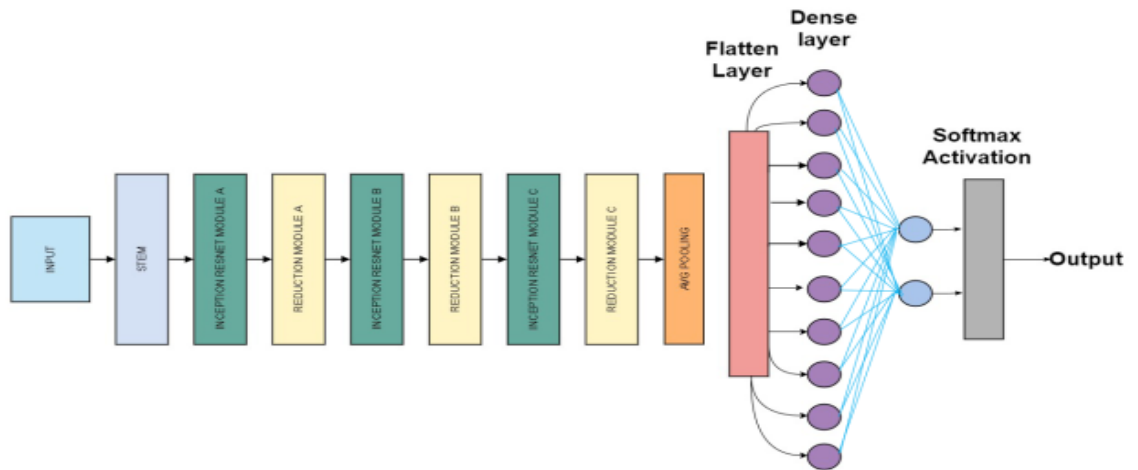 INPUT
STEM
INCEPTION RESNET MODULE A
REDUCTION MODULE A
INCEPTION RESNET MODULE B
REDUCTION MODULE B
INCEPTION RESNET MODULE C
REDUCTION MODULE C
AVG POOLING
Flatten
Layer
Dense
layer
Softmax
Activation
Output